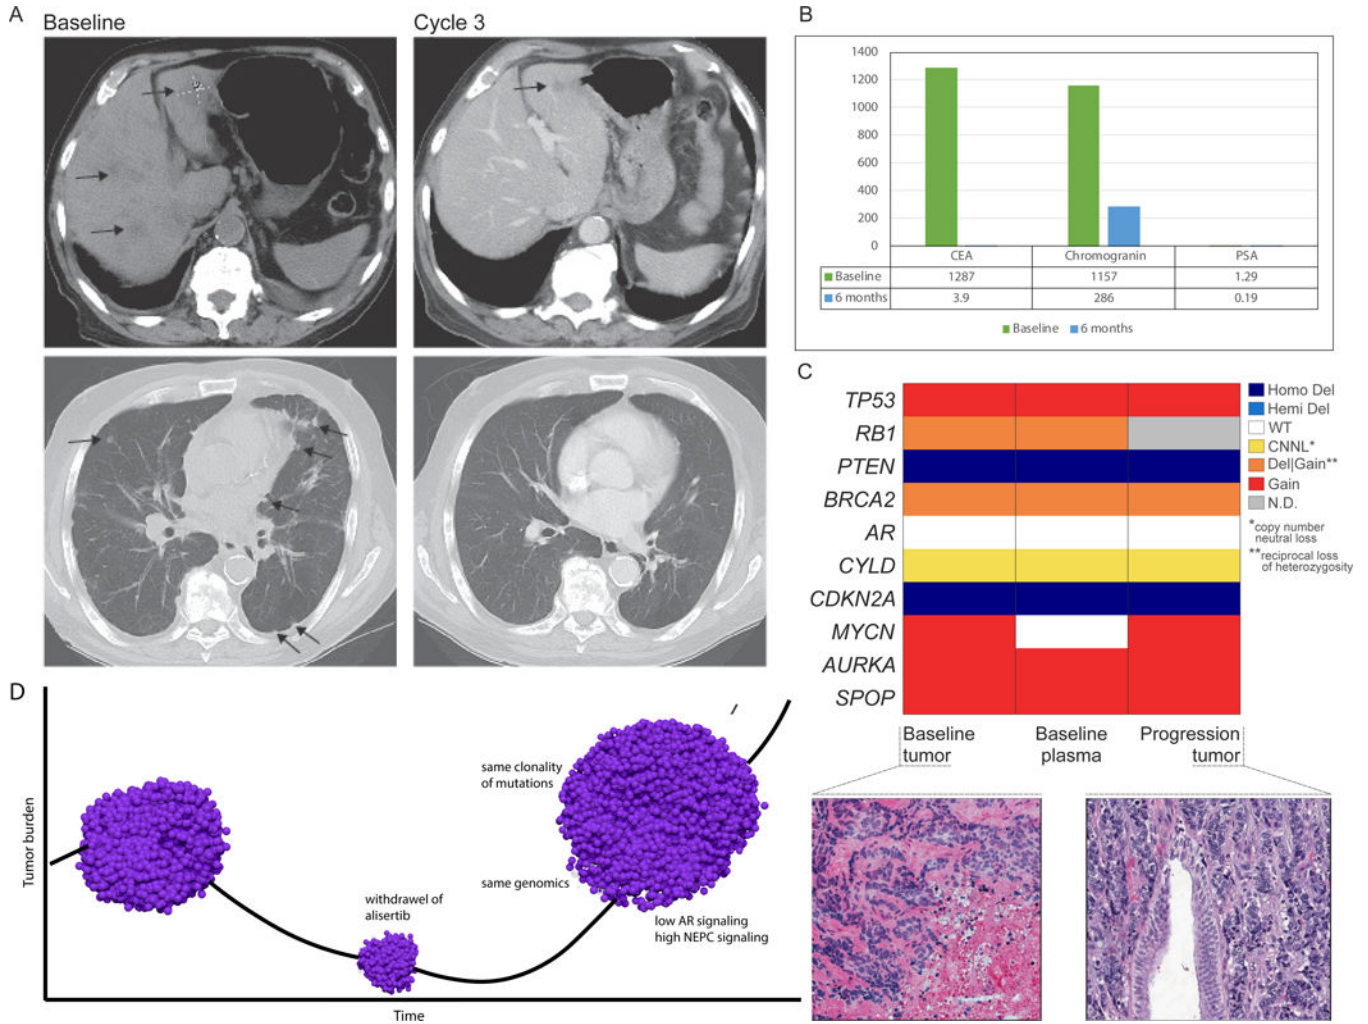 A
Baseline
Cycle 3
B
1400
1200
1000
800
600
400
200
0
CEA Chromogranin PSA
Baseline 1287 1157 1.29
6 months 3.9 286 0.19
Baseline 6 months
C
TP53
RB1
PTEN
BRCA2
AR
CYLD
CDKN2A
MYCN
AURKA
SPOP
Homo Del
Hemi Del
WT
CNNL*
Del|Gain**
Gain
N.D.
*copy number
neutral loss
**reciprocal loss
of heterozygosity
Baseline
tumor
Baseline
plasma
Progression
tumor
D
Tumor burden
same clonality
of mutations
same genomics
withdrawel of
alisertib
low AR signaling
high NEPC signaling
Time